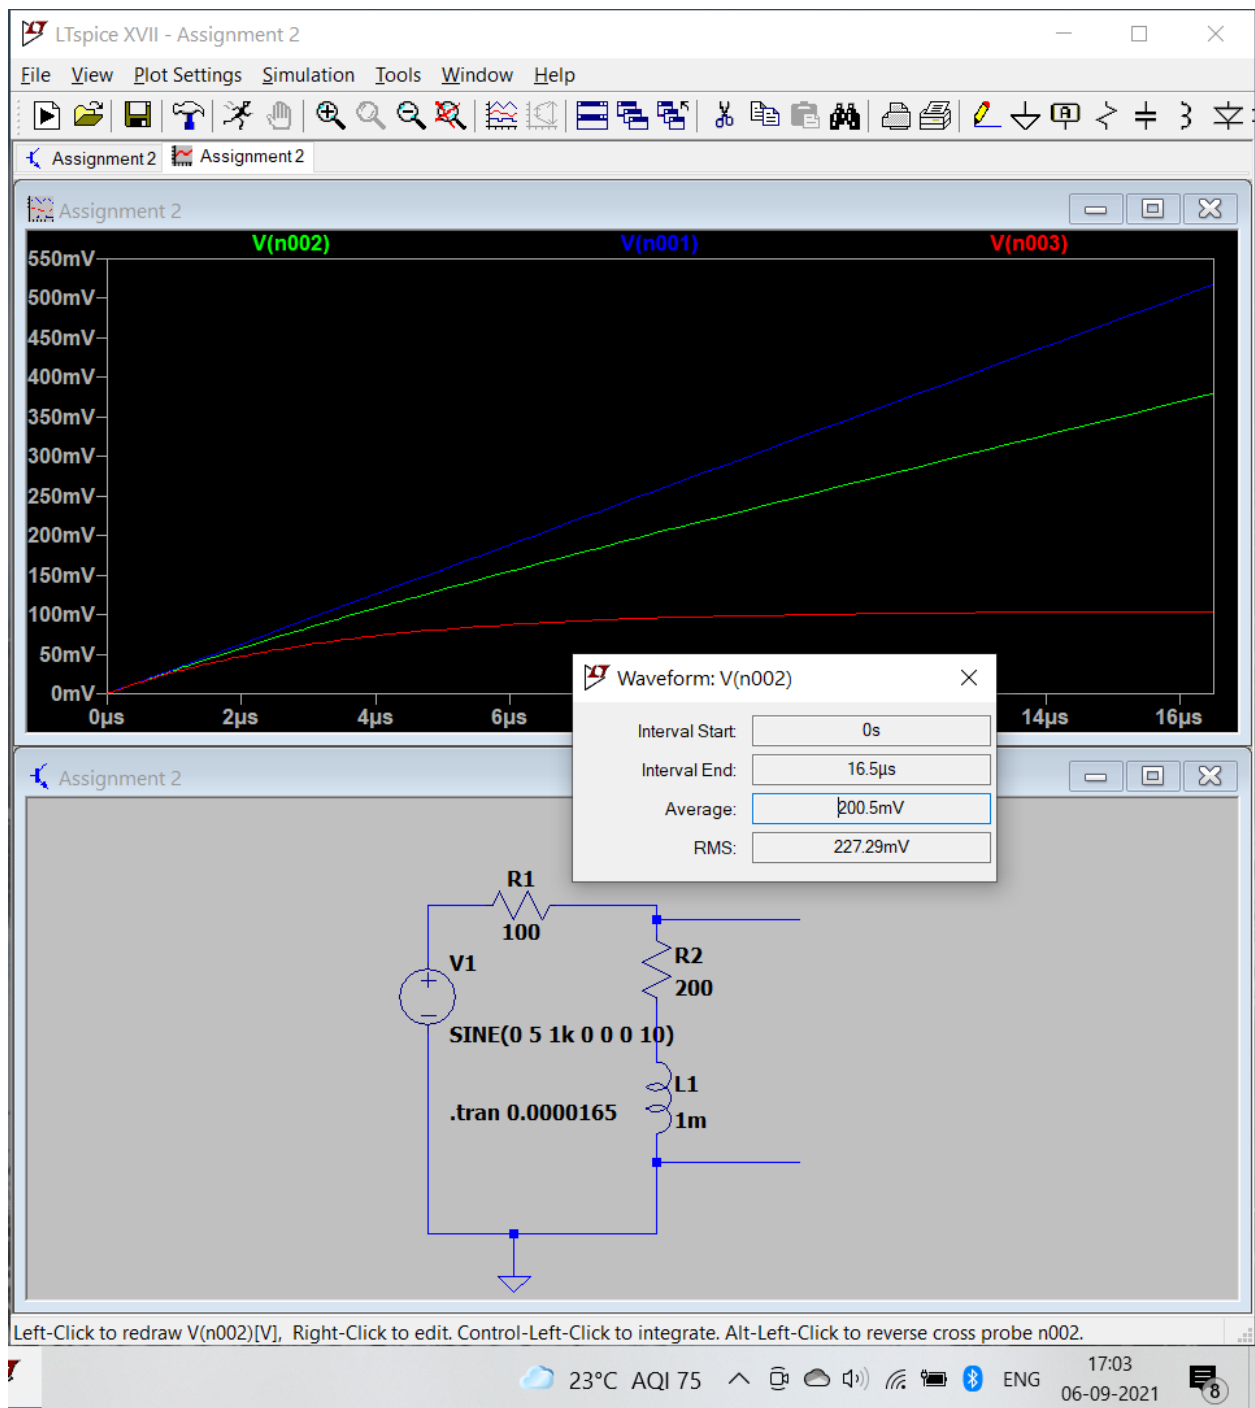 LTspice XVII - Assignment 2
File View Plot Settings Simulation Tools Window Help
Assignment 2 Assignment 2
Assignment 2
V(n002) V(n001) V(n003)
550mV
500mV
450mV
400mV
350mV
300mV
250mV
200mV
150mV
100mV
50mV
0mV
0µs 2µs 4µs 6µs 14µs 16µs
Waveform: V(n002)
Interval Start: 0s
Interval End: 16.5µs
Average: 200.5mV
RMS: 227.29mV
Assignment 2
R1
100
V1
R2
200
SINE(0 5 1k 0 0 0 10)
L1
.tran 0.0000165
1m
Left-Click to redraw V(n002)[V], Right-Click to edit. Control-Left-Click to integrate. Alt-Left-Click to reverse cross probe n002.
23°C AQI 75 ENG 17:03
06-09-2021
8